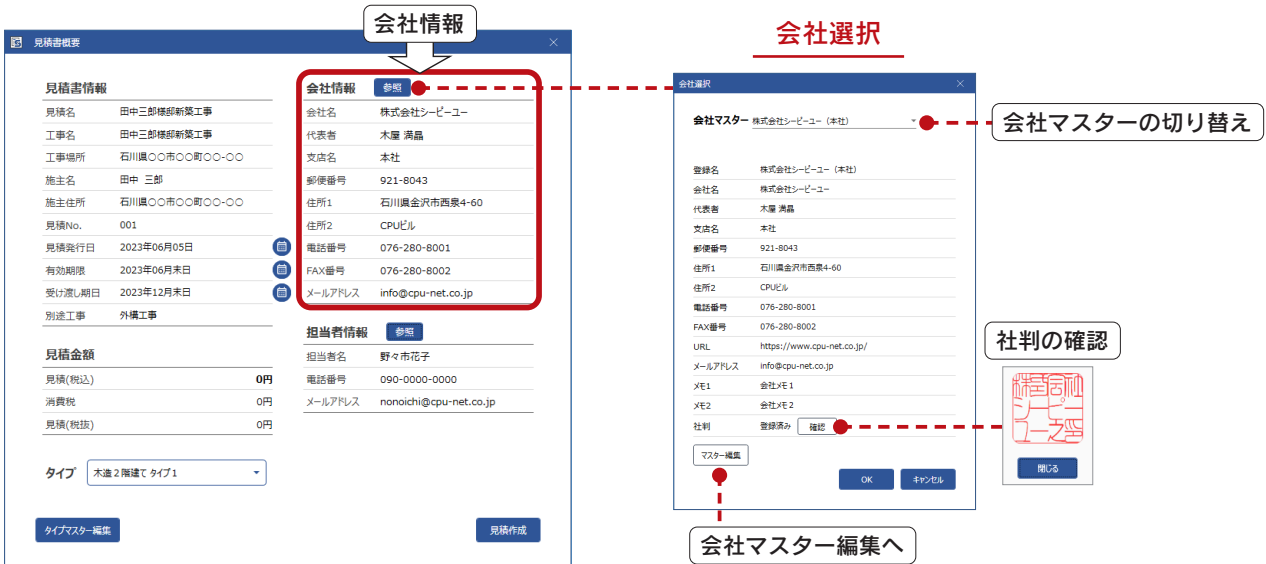 会社情報
見積書概要
見積書情報
見積名 田中三郎様邸新築工事
工事名 田中三郎様邸新築工事
工事場所 石川県〇〇市〇〇町〇〇-〇〇
施主名 田中 三郎
施主住所 石川県〇〇市〇〇町〇〇-〇〇
見積No. 001
見積発行日 2023年06月05日
有効期限 2023年06月末日
受け渡し期日 2023年12月末日
別途工事 外構工事
見積金額
見積(税込) 0円
消費税 0円
見積(税抜) 0円
タイプ 木造2階建て タイプ1
タイプマスター編集
会社情報 参照
会社名 株式会社シーピーユー
代表者 木屋 満晶
支店名 本社
郵便番号 921-8043
住所1 石川県金沢市西泉4-60
住所2 CPUビル
電話番号 076-280-8001
FAX番号 076-280-8002
メールアドレス info@cpu-net.co.jp
担当者情報 参照
担当者名 野々市花子
電話番号 090-0000-0000
メールアドレス nonoichi@cpu-net.co.jp
見積作成
会社選択
会社選択
会社マスター 株式会社シーピーユー（本社）
登録名 株式会社シーピーユー（本社）
会社名 株式会社シーピーユー
代表者 木屋 満晶
支店名 本社
郵便番号 921-8043
住所1 石川県金沢市西泉4-60
住所2 CPUビル
電話番号 076-280-8001
FAX番号 076-280-8002
URL https://www.cpu-net.co.jp/
メールアドレス info@cpu-net.co.jp
メモ1 会社メモ1
メモ2 会社メモ2
社判 登録済み 確認
マスター編集
OK キャンセル
会社マスター編集へ
会社マスターの切り替え
社判の確認
株式会社
シーピー
ユー之印
閉じる